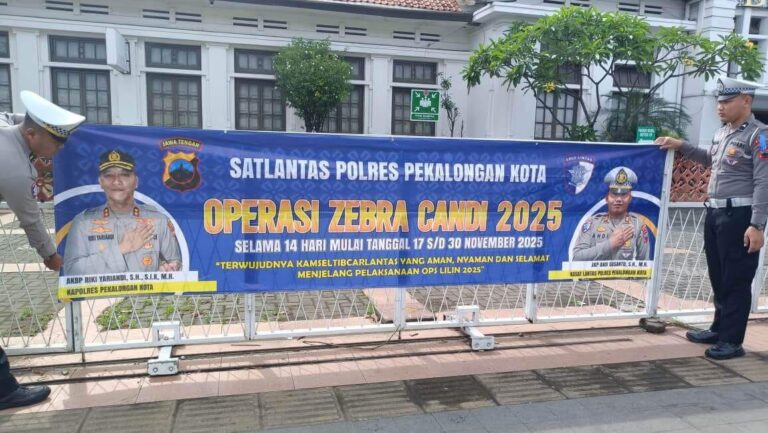 JAWA TENGAH
SATLANTAS POLRES PEKALONGAN KOTA
OPERASI ZEBRA CANDI 2025
SELAMA 14 HARI MULAI TANGGAL 17 S/D 30 NOVEMBER 2025
"TERWUJUDNYA KAMSELTIBCARLANTAS YANG AMAN, NYAMAN DAN SELAMAT
MENJELANG PELAKSANAAN OPS LILIN 2025"
AKBP RIKI YARIANDI, S.H., S.I.K, M.H.
KAPOLRES PEKALONGAN KOTA
KASAT LANTAS POLRES PEKALONGAN KOTA